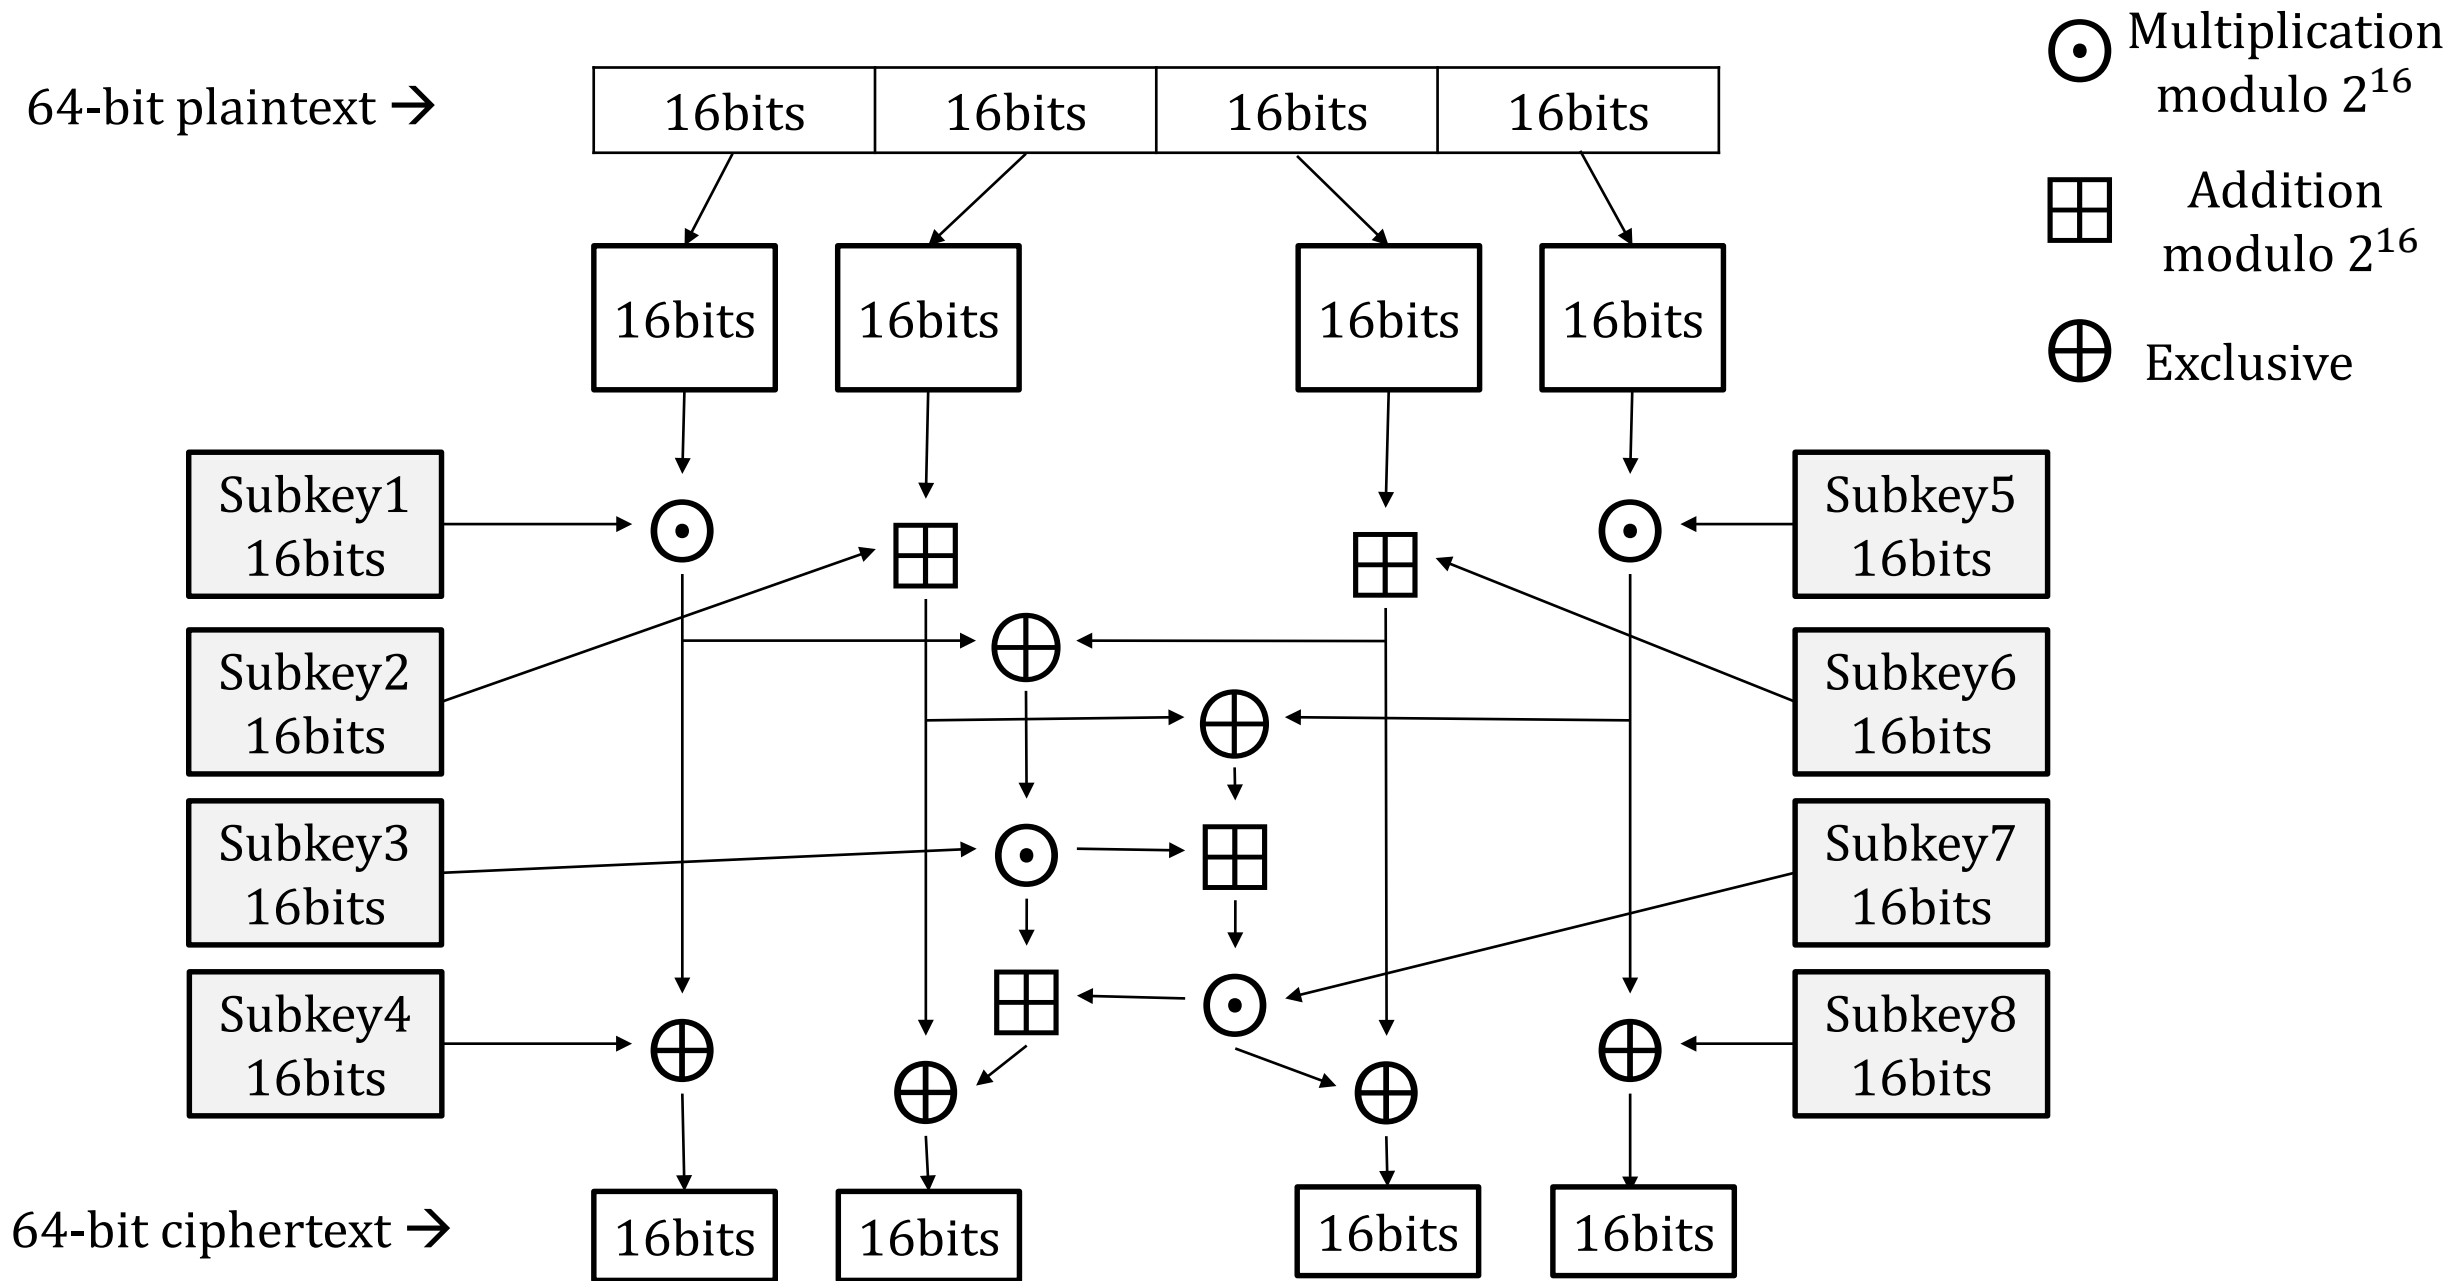 64-bit plaintext →
16bits
16bits
16bits
16bits
Multiplication
modulo 2¹⁶
Addition
modulo 2¹⁶
Exclusive
16bits
16bits
16bits
16bits
Subkey1
16bits
Subkey5
16bits
Subkey2
16bits
Subkey6
16bits
Subkey3
16bits
Subkey7
16bits
Subkey4
16bits
Subkey8
16bits
64-bit ciphertext →
16bits
16bits
16bits
16bits